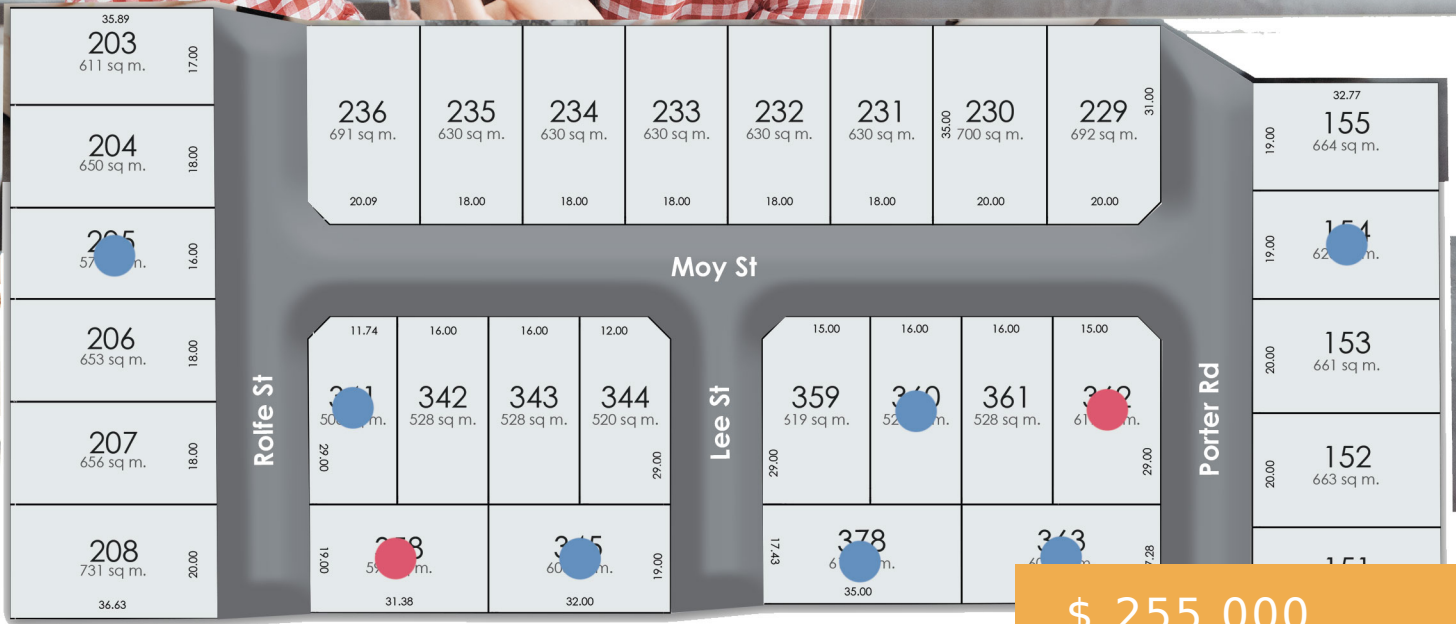 35.89
203
611 sq m.
17.00
204
650 sq m.
18.00
16.00
206
653 sq m.
18.00
207
656 sq m.
18.00
208
731 sq m.
20.00
36.63
Rolfe St
236
691 sq m.
20.09
235
630 sq m.
18.00
234
630 sq m.
18.00
233
630 sq m.
18.00
232
630 sq m.
18.00
231
630 sq m.
18.00
35.00
230
700 sq m.
20.00
229
692 sq m.
31.00
20.00
Moy St
11.74
29.00
16.00
342
528 sq m.
16.00
343
528 sq m.
12.00
344
520 sq m.
29.00
19.00
31.38
19.00
32.00
Lee St
15.00
359
619 sq m.
29.00
16.00
16.00
361
528 sq m.
15.00
29.00
17.43
378
35.00
363
Porter Rd
32.77
155
664 sq m.
19.00
19.00
153
661 sq m.
20.00
152
663 sq m.
20.00
$ 255 000